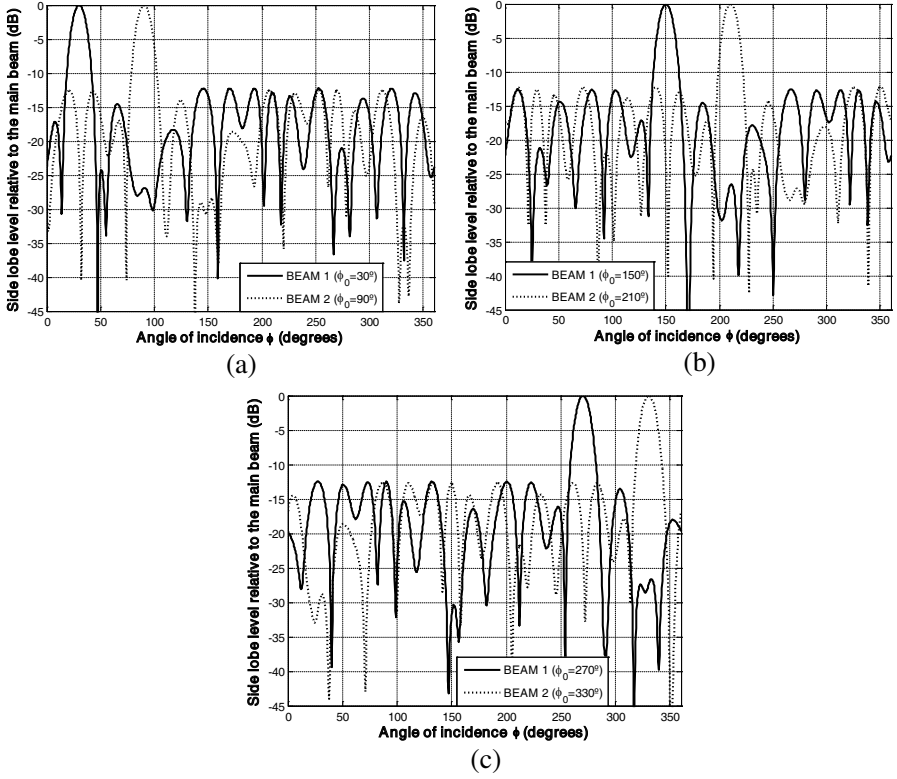 Side lobe level relative to the main beam (dB)
0
-5
-10
-15
-20
-25
-30
-35
-40
-45
BEAM 1 (ϕ0=30º)
BEAM 2 (ϕ0=90º)
0 50 100 150 200 250 300 350
Angle of incidence ϕ (degrees)
(a)
Side lobe level relative to the main beam (dB)
0
-5
-10
-15
-20
-25
-30
-35
-40
-45
BEAM 1 (ϕ0=150º)
BEAM 2 (ϕ0=210º)
0 50 100 150 200 250 300 350
Angle of incidence ϕ (degrees)
(b)
Side lobe level relative to the main beam (dB)
0
-5
-10
-15
-20
-25
-30
-35
-40
-45
BEAM 1 (ϕ0=270º)
BEAM 2 (ϕ0=330º)
0 50 100 150 200 250 300 350
Angle of incidence ϕ (degrees)
(c)